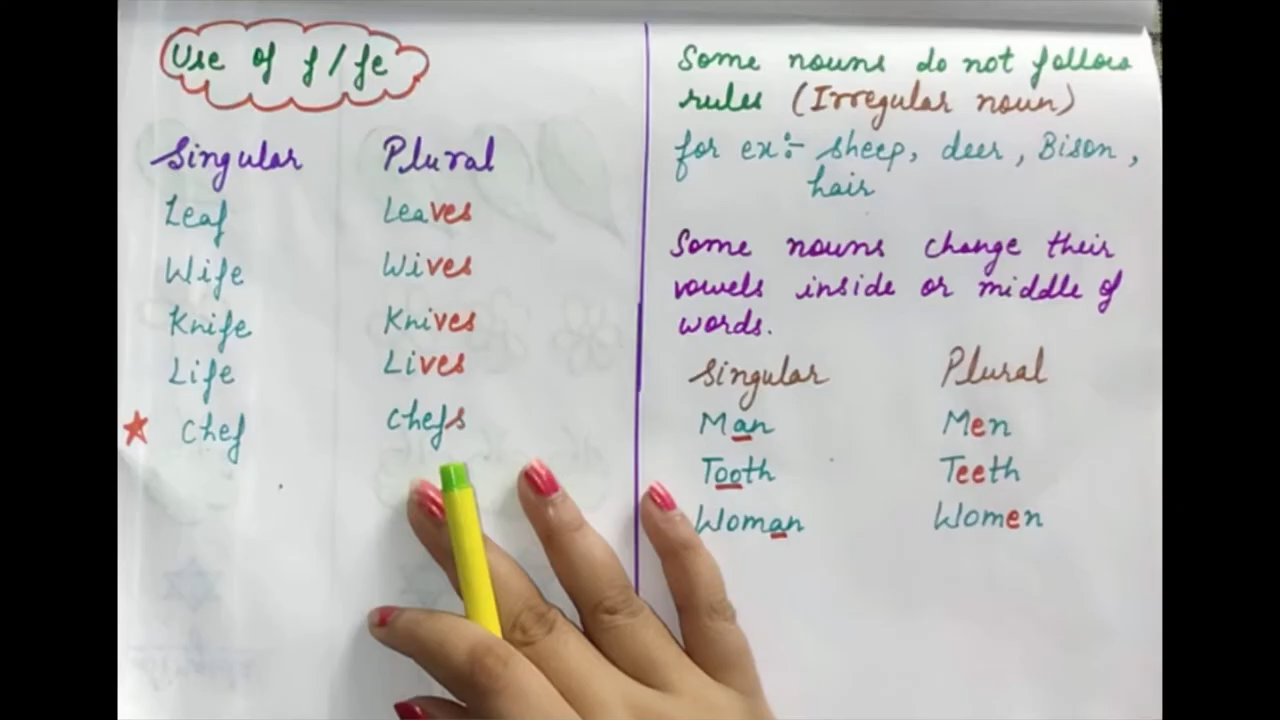 Use of f/fe
Singular Plural
Leaf Leaves
Wife Wives
Knife Knives
Life Lives
Chef Chefs
Some nouns do not follow
rules (Irregular noun)
for ex:- sheep, deer, Bison,
hair
Some nouns change their
vowels inside or middle of
words.
Singular Plural
Man Men
Tooth Teeth
Woman Women